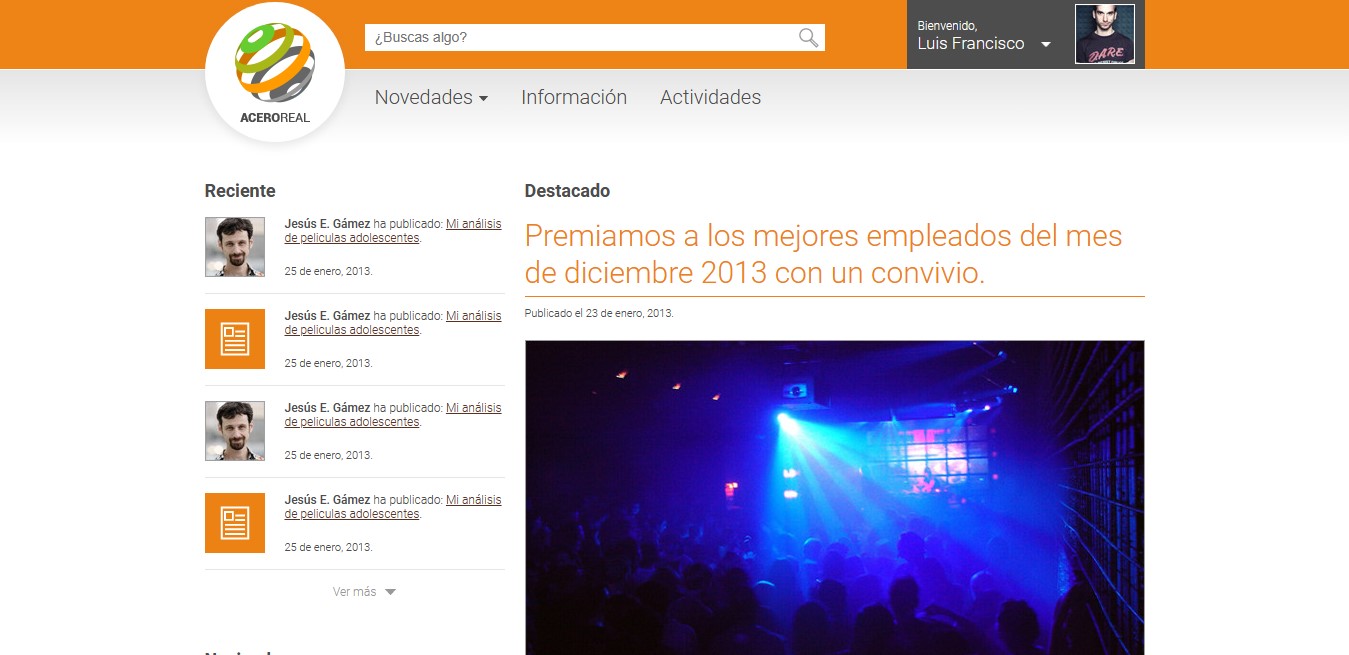 ¿Buscas algo?
Bienvenido,
Luis Francisco
DARE
ACEROREAL
Novedades
Información
Actividades
Reciente
Jesús E. Gámez ha publicado: Mi análisis
de peliculas adolescentes.
25 de enero, 2013.
Jesús E. Gámez ha publicado: Mi análisis
de peliculas adolescentes.
25 de enero, 2013.
Jesús E. Gámez ha publicado: Mi análisis
de peliculas adolescentes.
25 de enero, 2013.
Jesús E. Gámez ha publicado: Mi análisis
de peliculas adolescentes.
25 de enero, 2013.
Ver más
Destacado
Premiamos a los mejores empleados del mes
de diciembre 2013 con un convivio.
Publicado el 23 de enero, 2013.